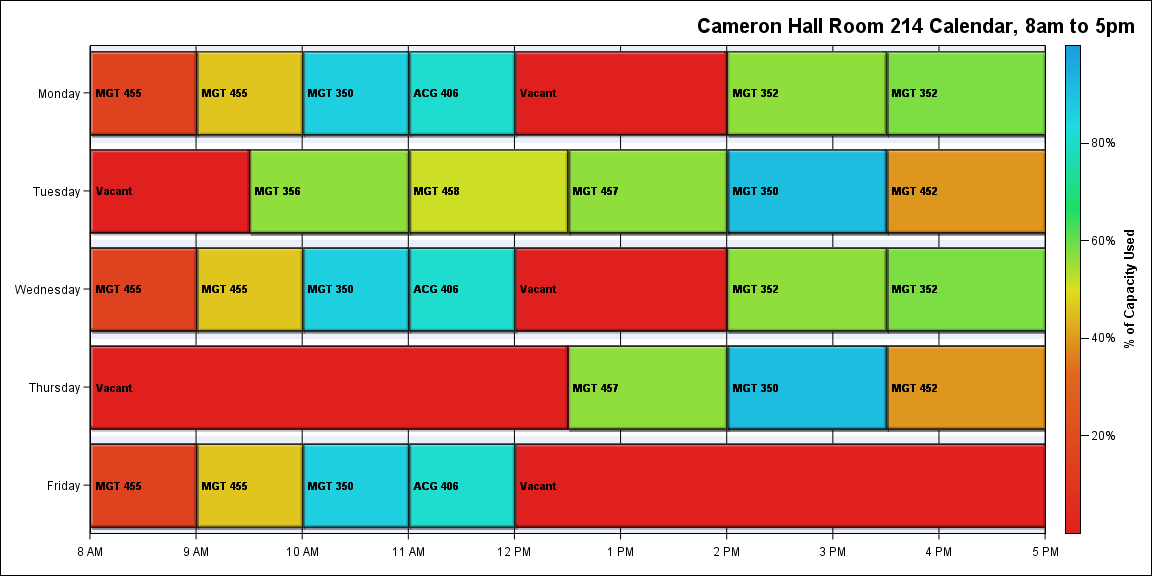 Cameron Hall Room 214 Calendar, 8am to 5pm
Monday MGT 455 MGT 455 MGT 350 ACG 406 Vacant MGT 352 MGT 352
80%
Tuesday Vacant MGT 356 MGT 458 MGT 457 MGT 350 MGT 452
60%
% of Capacity Used
Wednesday MGT 455 MGT 455 MGT 350 ACG 406 Vacant MGT 352 MGT 352
40%
Thursday Vacant MGT 457 MGT 350 MGT 452
20%
Friday MGT 455 MGT 455 MGT 350 ACG 406 Vacant
8 AM 9 AM 10 AM 11 AM 12 PM 1 PM 2 PM 3 PM 4 PM 5 PM